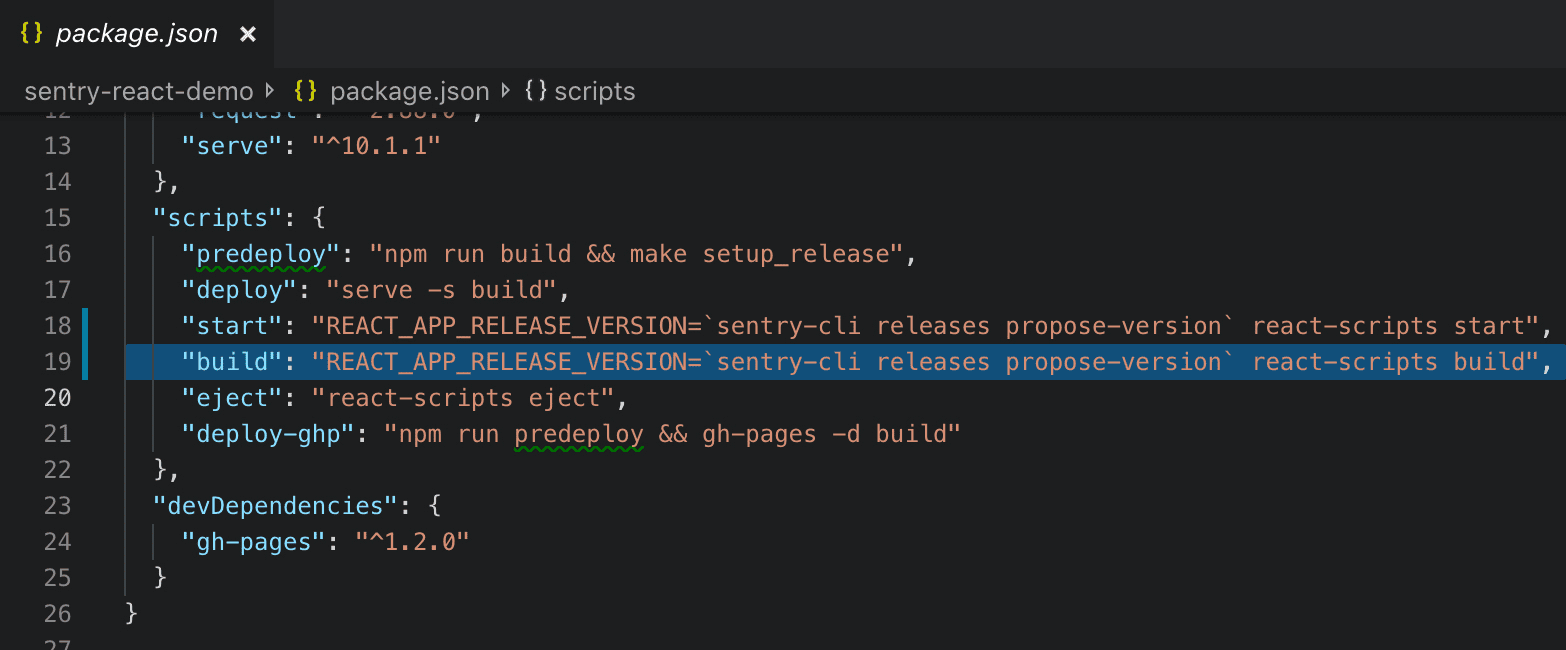 {} package.json ×
sentry-react-demo {} package.json {} scripts
12 "request": 
13 "serve": "^10.1.1"
14 },
15 "scripts": {
16 "predeploy": "npm run build && make setup_release",
17 "deploy": "serve -s build",
18 "start": "REACT_APP_RELEASE_VERSION=`sentry-cli releases propose-version` react-scripts start",
19 "build": "REACT_APP_RELEASE_VERSION=`sentry-cli releases propose-version` react-scripts build",
20 "eject": "react-scripts eject",
21 "deploy-ghp": "npm run predeploy && gh-pages -d build"
22 },
23 "devDependencies": {
24 "gh-pages": "^1.2.0"
25 }
26 }
27